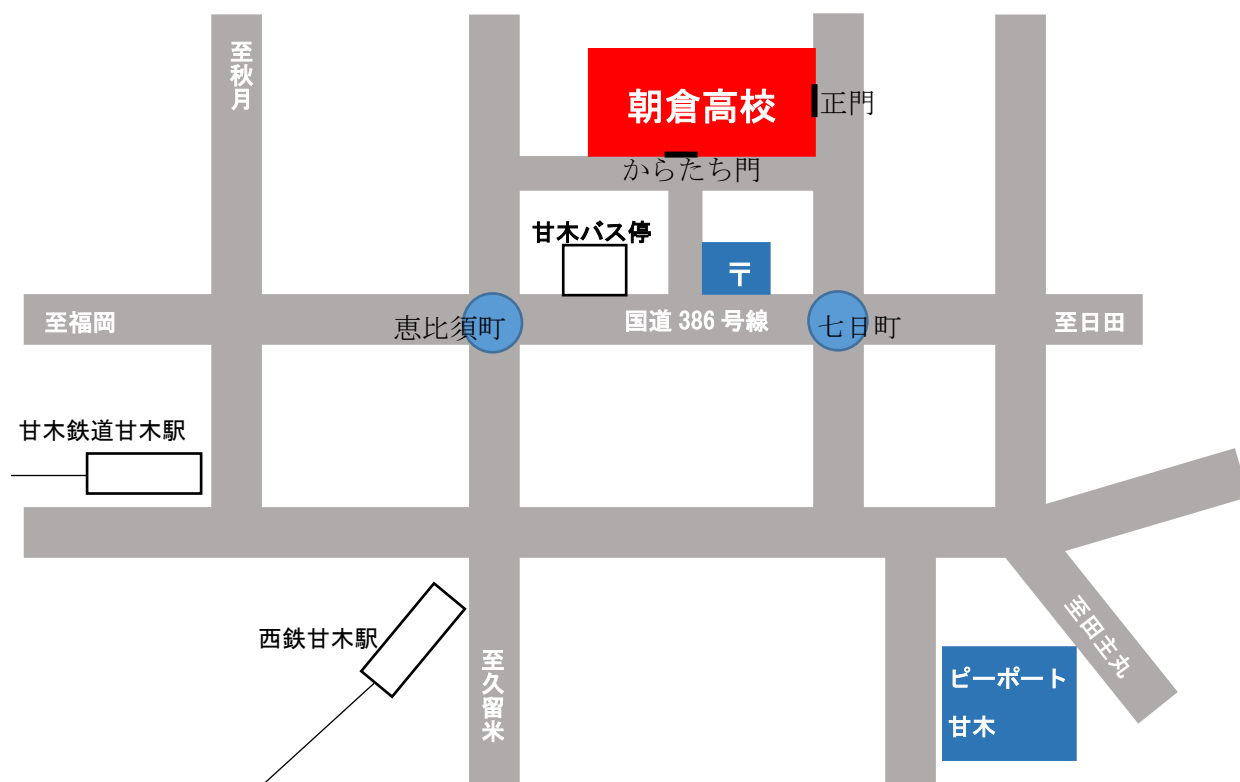 至秋月
朝倉高校
正門
からたち門
甘木バス停
〒
至福岡
恵比須町
国道 386 号線
七日町
至日田
甘木鉄道甘木駅
西鉄甘木駅
至久留米
至田主丸
ピーポート
甘木